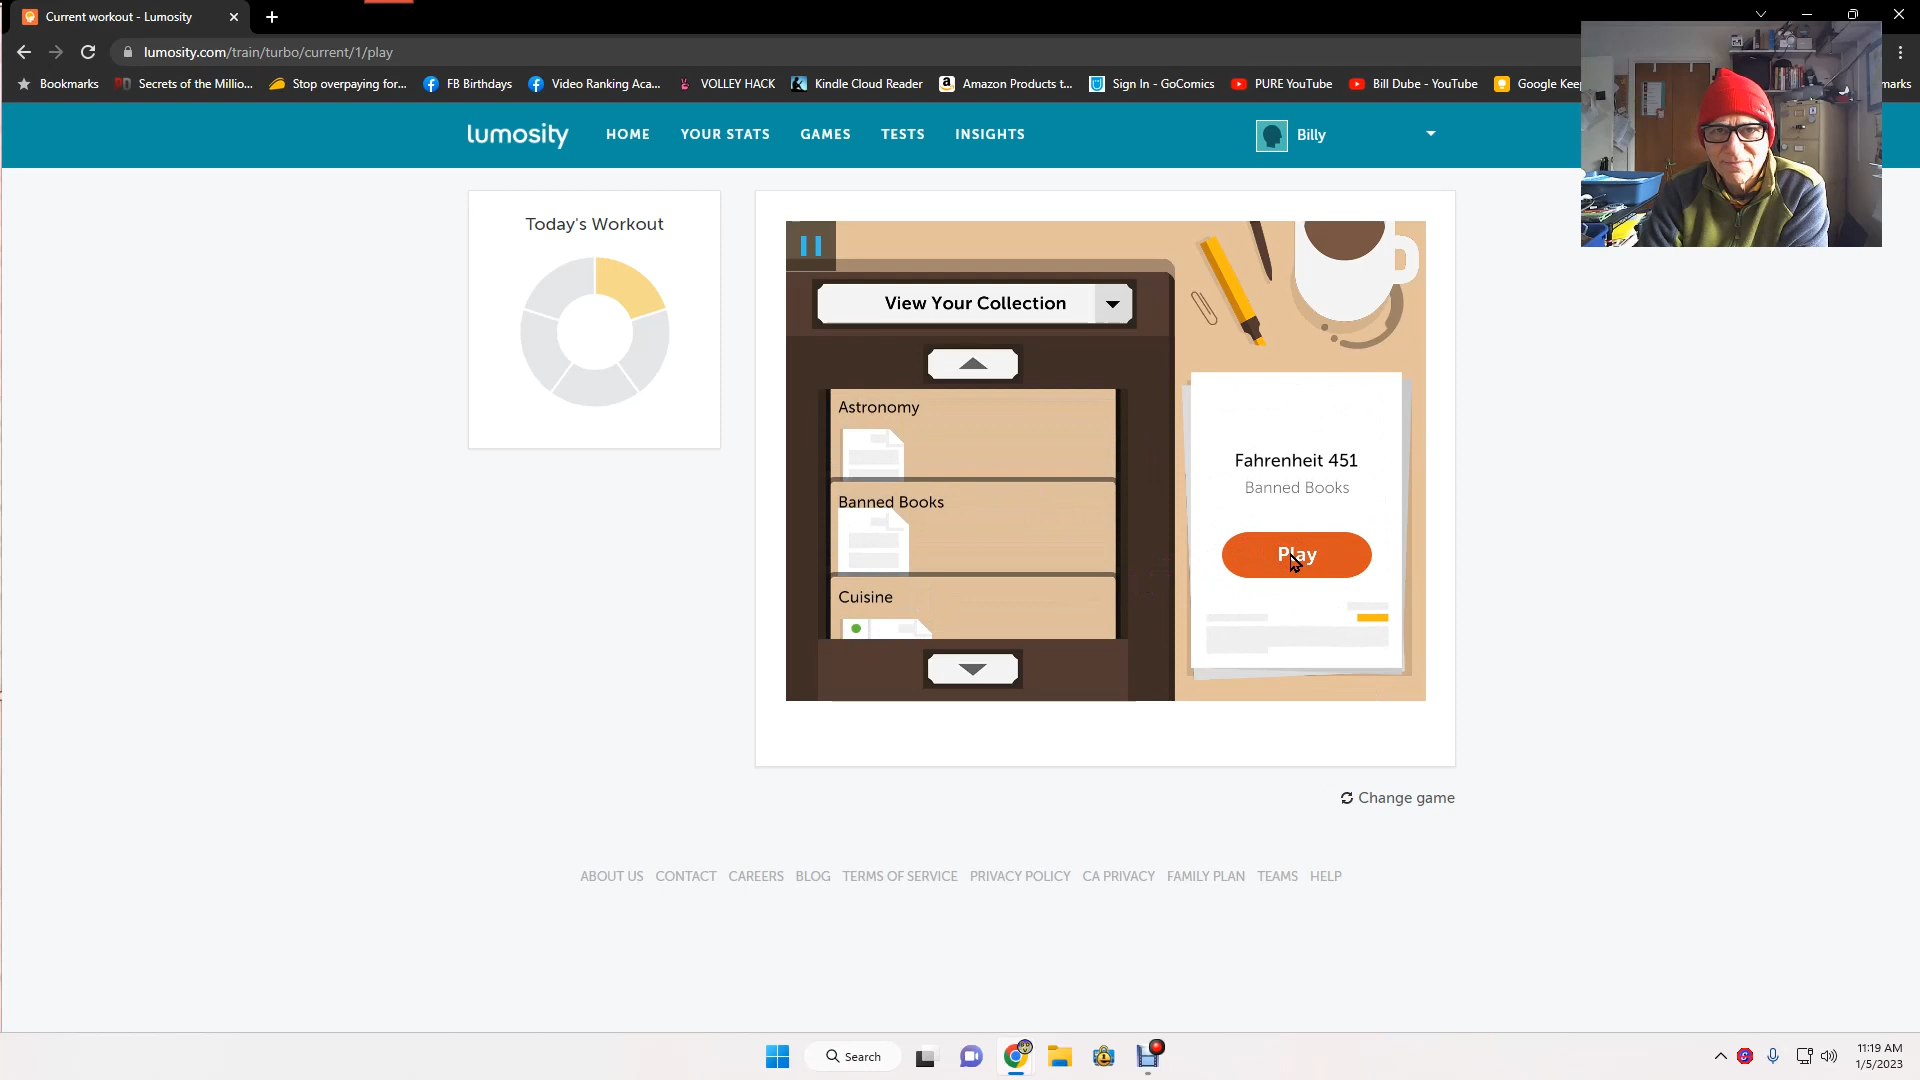 Current workout - Lumosity
lumosity.com/train/turbo/current/1/play
Bookmarks
Secrets of the Millio...
Stop overpaying for...
FB Birthdays
Video Ranking Aca...
VOLLEY HACK
Kindle Cloud Reader
Amazon Products t...
Sign In - GoComics
PURE YouTube
Bill Dube - YouTube
Google Keep
marks
lumosity
HOME
YOUR STATS
GAMES
TESTS
INSIGHTS
Billy
Today's Workout
View Your Collection
Astronomy
Banned Books
Cuisine
Fahrenheit 451
Banned Books
Play
Change game
ABOUT US
CONTACT
CAREERS
BLOG
TERMS OF SERVICE
PRIVACY POLICY
CA PRIVACY
FAMILY PLAN
TEAMS
HELP
Search
11:19 AM
1/5/2023